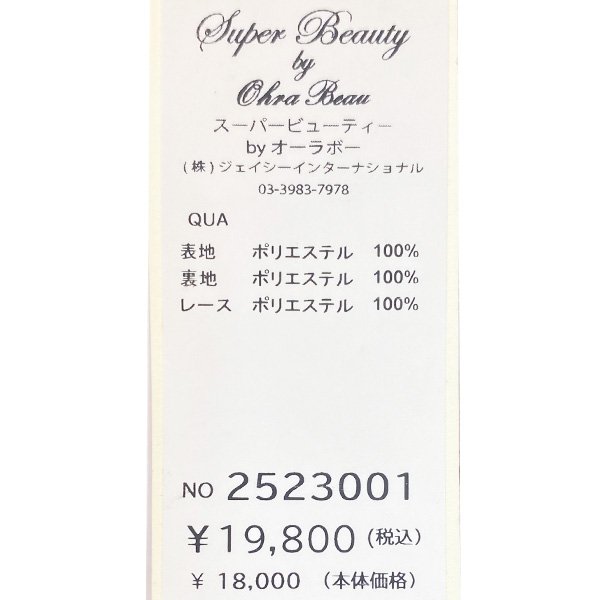 Super Beauty
by
Ohra Beau
スーパービューティー
by オーラボー
(株)ジェイシーインターナショナル
03-3983-7978
QUA
表地 ポリエステル 100%
裏地 ポリエステル 100%
レース ポリエステル 100%
NO 2523001
¥19,800(税込)
¥ 18,000 (本体価格)